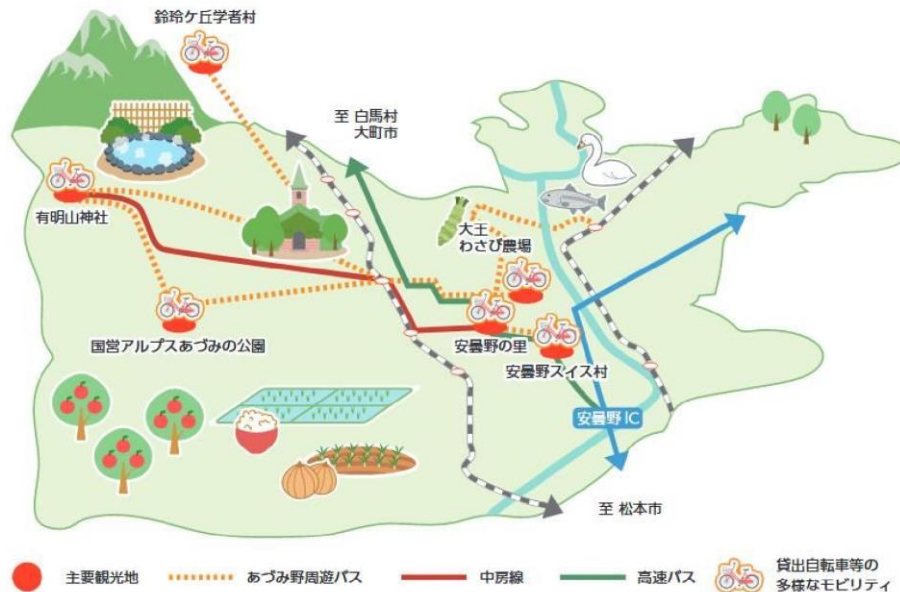 鈴玲ケ丘学者村
至 白馬村
大町市
有明山神社
大王
わさび農場
国営アルプスあづみの公園
安曇野の里
安曇野スイス村
安曇野IC
至 松本市
主要観光地
あづみ野周遊バス
中房線
高速バス
貸出自転車等の
多様なモビリティ